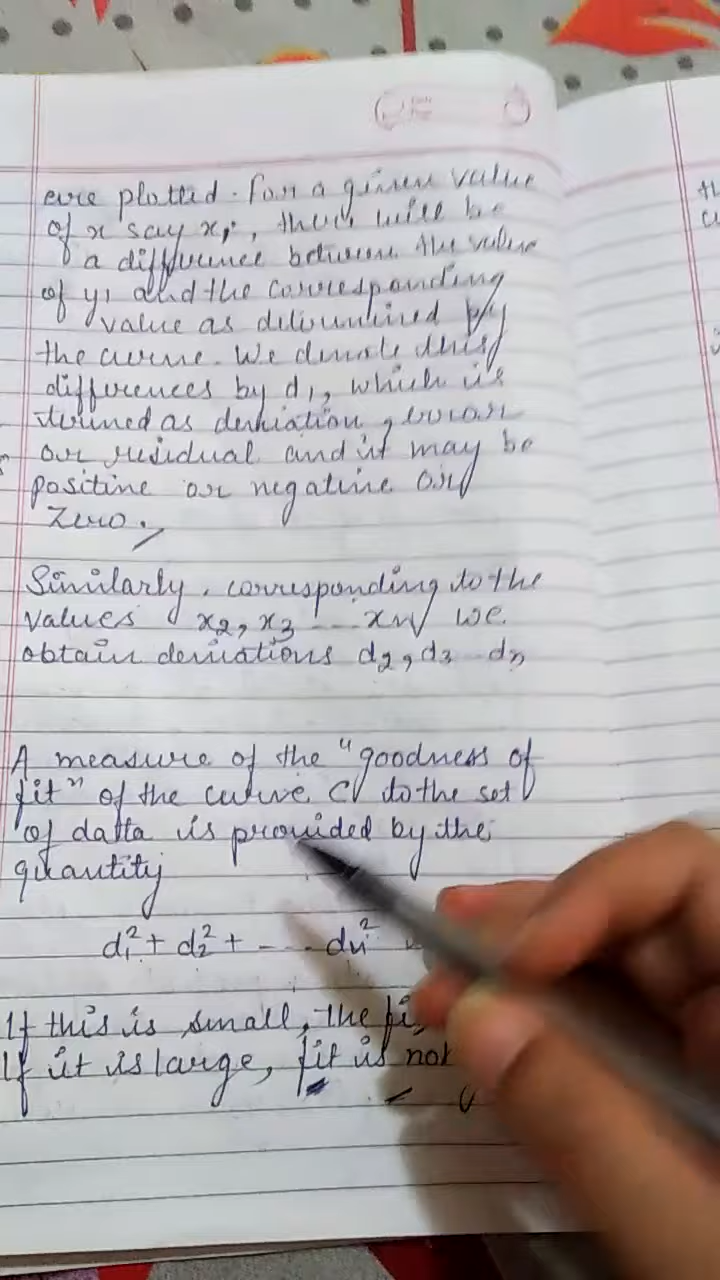 are plotted. For a given value
of x say x1, there will be
a difference between the value
of y1 and the corresponding
value as determined by
the curve. We denote this
differences by d1, which is
termed as deviation, error
or residual and it may be
positive or negative or
zero.
Similarly, corresponding to the
values x2, x3 ... xn we
obtain deviations d2, d3 - dn
A measure of the "goodness of
fit" of the curve C to the set
of datta is provided by the
quantity
d1² + d2² + - - - dn²
If this is small, the
If it is large, fit is not